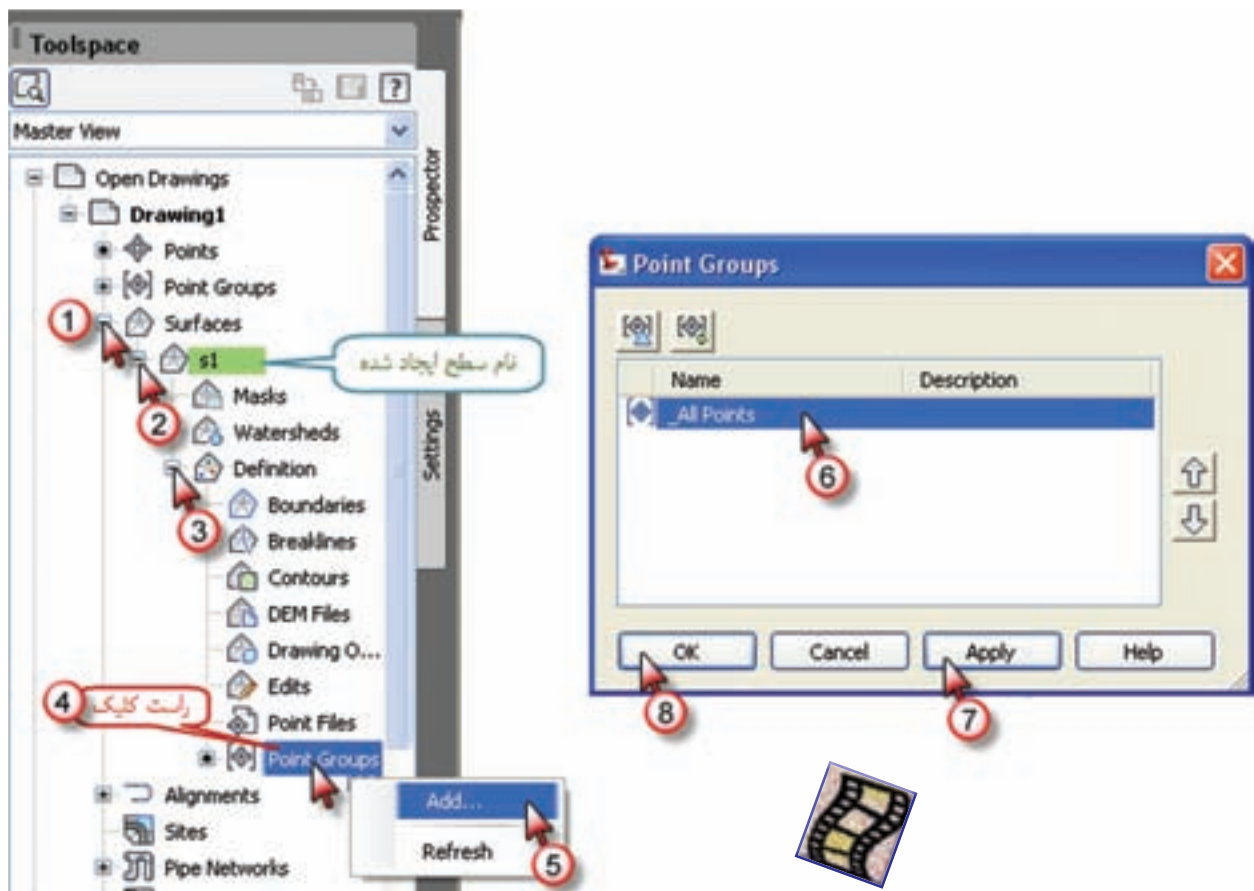 Toolspace
Master View
Open Drawings
Drawing1
Points
Point Groups
1
Surfaces
s1
نام سطح ایجاد شده
2
Masks
Watersheds
3
Definition
Boundaries
Breaklines
Contours
DEM Files
Drawing O...
Edits
Point Files
4 راست کلیک
Point Groups
Add...
5
Refresh
Alignments
Sites
Pipe Networks
Prospector
Settings
Point Groups
Name Description
_All Points
6
OK Cancel Apply Help
8 7